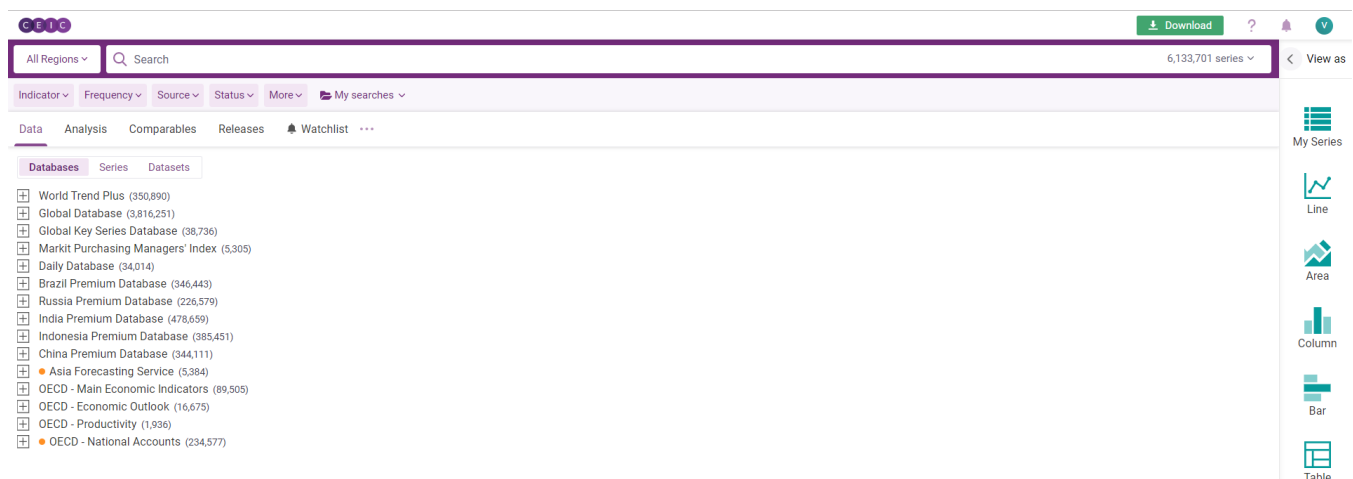 CEIC
Download ? V
All Regions Search 6,133,701 series View as
Indicator Frequency Source Status More My searches
Data Analysis Comparables Releases Watchlist
My Series
Databases Series Datasets
World Trend Plus (350,890)
Global Database (3,816,251)
Line
Global Key Series Database (38,736)
Markit Purchasing Managers' Index (5,305)
Daily Database (34,014)
Area
Brazil Premium Database (346,443)
Russia Premium Database (226,579)
India Premium Database (478,659)
Indonesia Premium Database (385,451)
Column
China Premium Database (344,111)
Asia Forecasting Service (5,384)
OECD - Main Economic Indicators (89,505)
OECD - Economic Outlook (16,675)
Bar
OECD - Productivity (1,936)
OECD - National Accounts (234,577)
Table